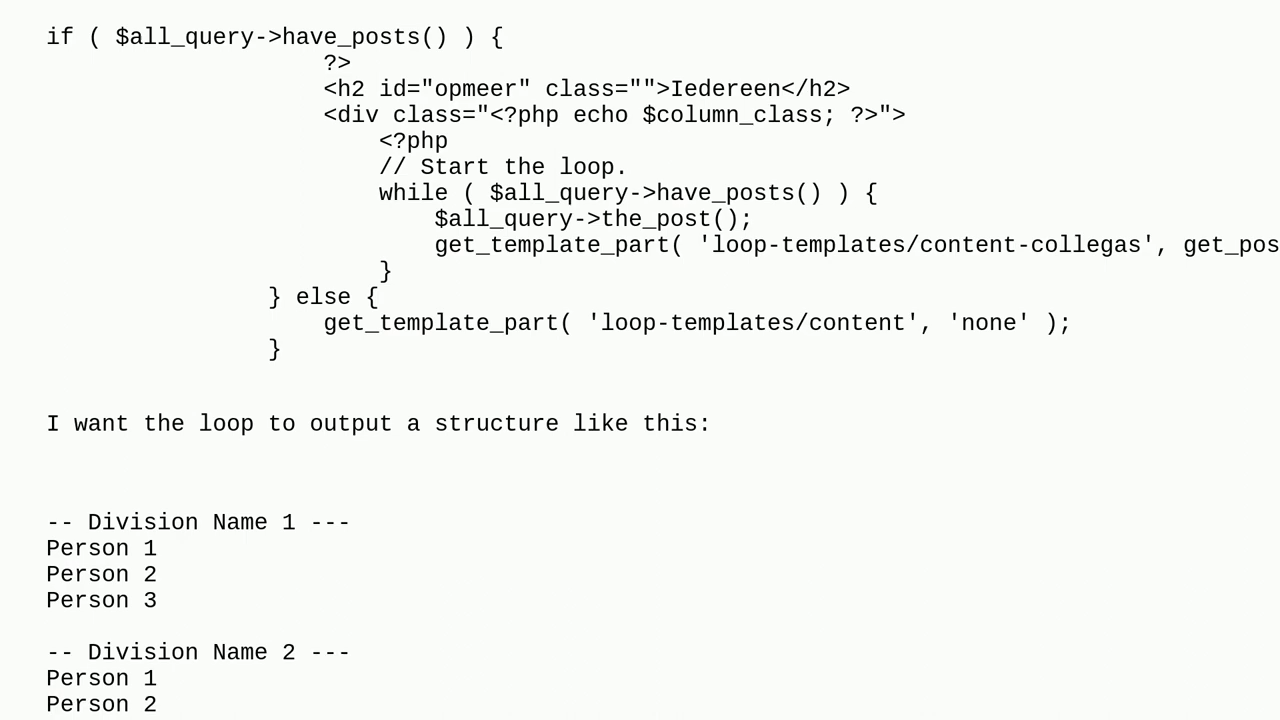 if ( $all_query->have_posts() ) {
?>
<h2 id="opmeer" class="">Iedereen</h2>
<div class="<?php echo $column_class; ?>">
<?php
// Start the loop.
while ( $all_query->have_posts() ) {
$all_query->the_post();
get_template_part( 'loop-templates/content-collegas', get_pos
}
} else {
get_template_part( 'loop-templates/content', 'none' );
}
I want the loop to output a structure like this:
-- Division Name 1 ---
Person 1
Person 2
Person 3
-- Division Name 2 ---
Person 1
Person 2